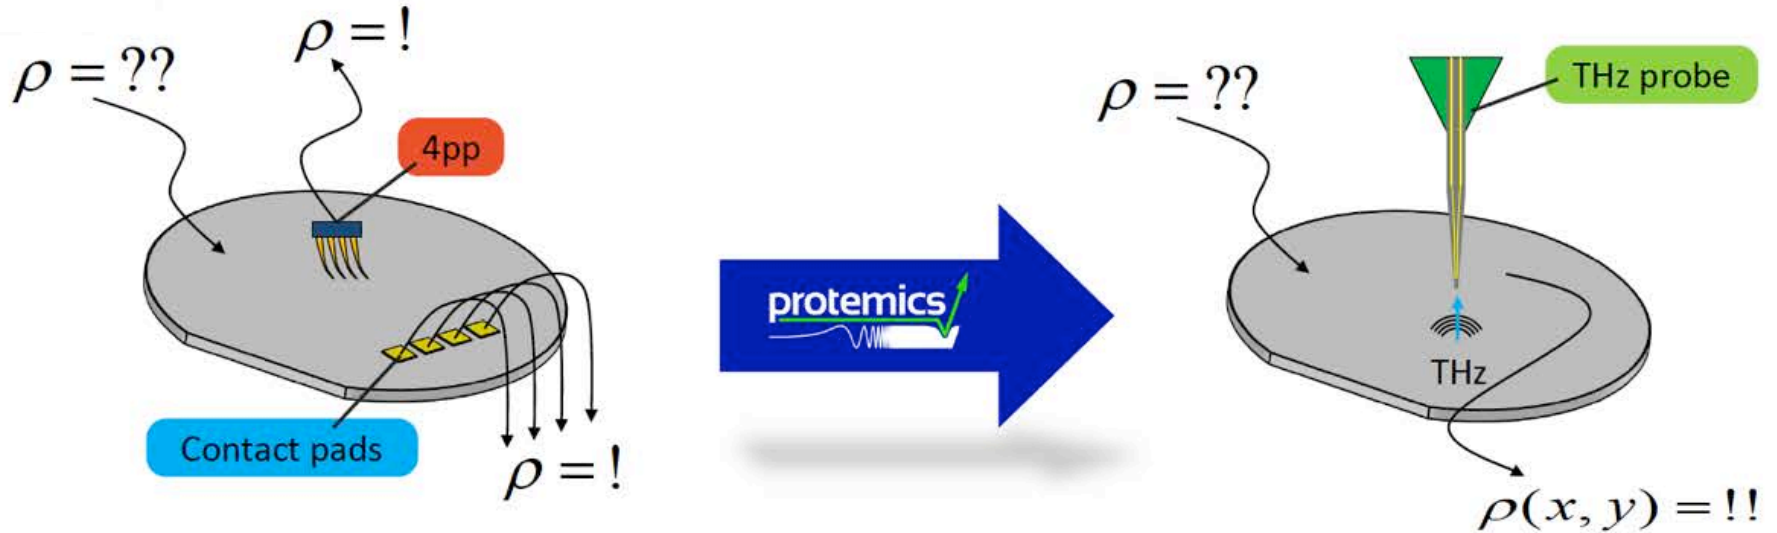 ρ = ??
ρ = !
4pp
Contact pads
ρ = !
protemics
ρ = ??
THz probe
THz
ρ(x, y) = !!